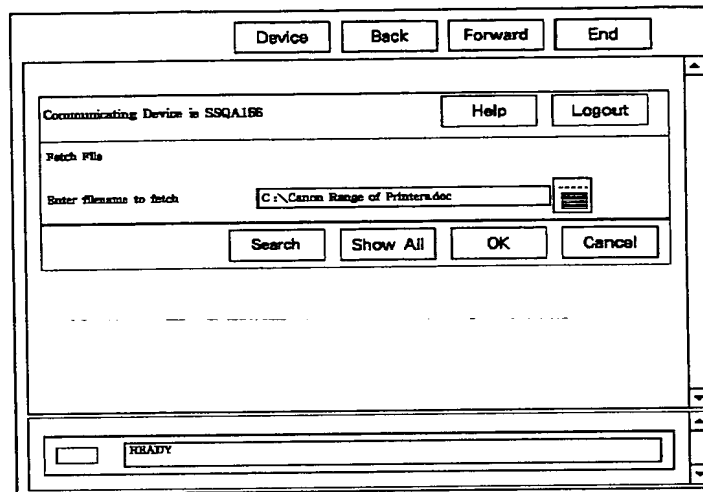 Device Back Forward End
Communicating Device is SSQA166 Help Logout
Fetch File
Enter filename to fetch C:\Canon Range of Printers.doc
Search Show All OK Cancel
READY